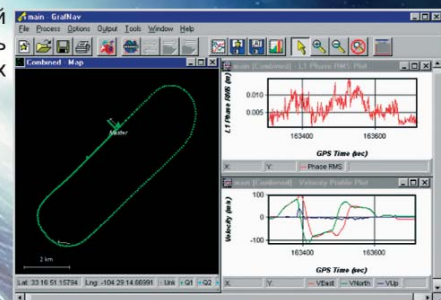 й
ь
х
main - GrafNav
File Process Options Output Tools Window Help
Combined - Map
Master
2 km
Lat: 33 16 51.15794 Lng: -104 29 14.66991 Unk Q1 Q2
main [Combined] - L1 Phase RMS Plot
L1 Phase RMS (m)
0.010
0.005
163400 163600
GPS Time (sec)
X: Y: Phase RMS
main [Combined] - Velocity Profile Plot
Velocity (m/s)
100
0
-100
163400 163600
GPS Time (sec)
X: Y: VEast VNorth VUp